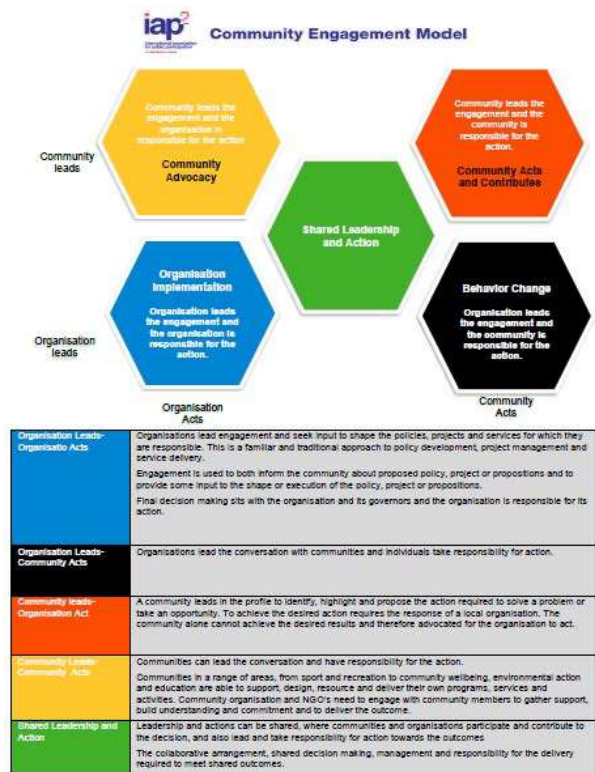 iap2
International association
for public participation
Community Engagement Model
Community leads the
engagement and the
organisation is
responsible for the
action
Community
Advocacy
Community leads the
engagement and the
community is
responsible for the
action.
Community Acts
and Contributes
Community
leads
Shared Leadership
and Action
Organisation
Implementation
Organisation leads
the engagement and
the organisation is
responsible for the
action.
Behavior Change
Organisation leads
the engagement and
the community is
responsible for the
action.
Organisation
leads
Organisation
Acts
Community
Acts
Organisation Leads-
Organisatio Acts
Organisations lead engagement and seek input to shape the policies, projects and services for which they
are responsible. This is a familiar and traditional approach to policy development, project management and
service delivery.
Engagement is used to both inform the community about proposed policy, project or propositions and to
provide some input to the shape or execution of the policy, project or propositions.
Final decision making sits with the organisation and its governors and the organisation is responsible for its
action.
Organisation Leads-
Community Acts
Organisations lead the conversation with communities and individuals take responsibility for action.
Community leads-
Organisation Act
A community leads in the profile to identify, highlight and propose the action required to solve a problem or
take an opportunity. To achieve the desired action requires the response of a local organisation. The
community alone cannot achieve the desired results and therefore advocated for the organisation to act.
Community Leads-
Community Acts
Communities can lead the conversation and have responsibility for the action.
Communities in a range of areas, from sport and recreation to community wellbeing, environmental action
and education are able to support, design, resource and deliver their own programs, services and
activities. Community organisation and NGO's need to engage with community members to gather support,
build understanding and commitment and to deliver the outcome.
Shared Leadership and
Action
Leadership and actions can be shared, where communities and organisations participate and contribute to
the decision, and also lead and take responsibility for action towards the outcomes
The collaborative arrangement, shared decision making, management and responsibility for the delivery
required to meet shared outcomes.